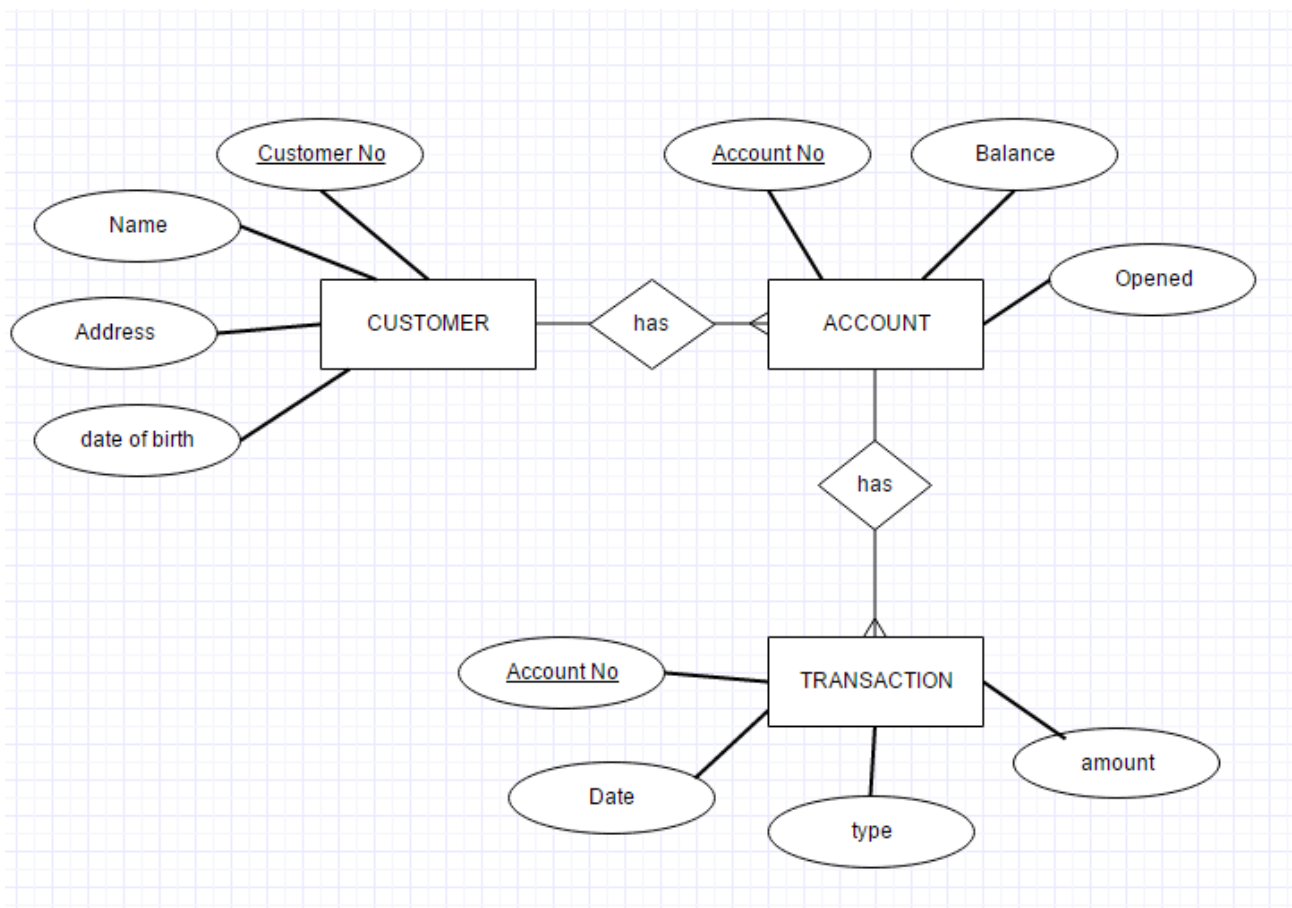 Customer No
Account No
Balance
Name
Opened
Address
CUSTOMER
has
ACCOUNT
date of birth
has
Account No
TRANSACTION
Date
amount
type